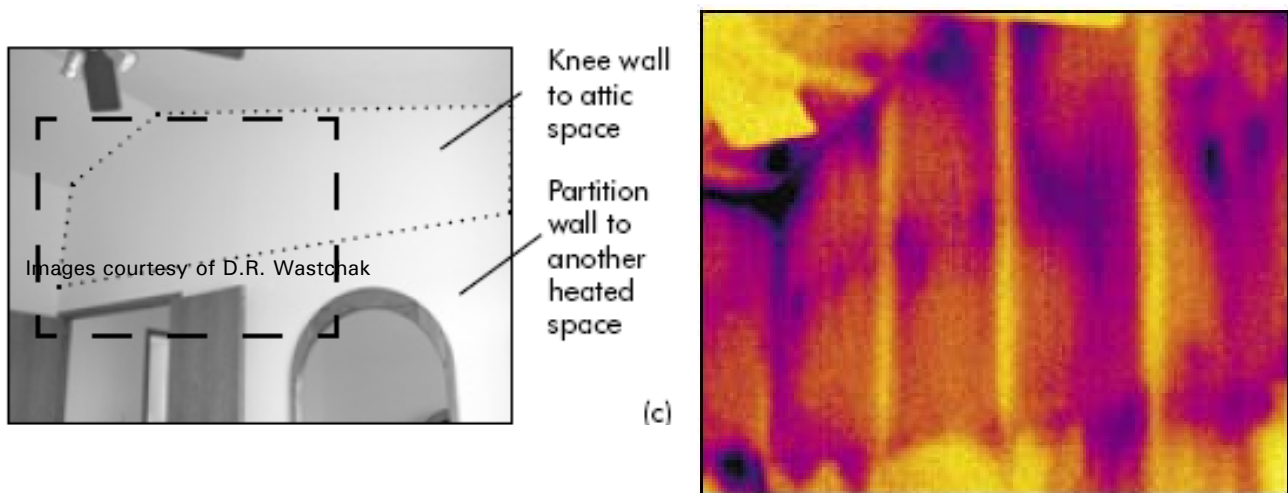 Knee wall
to attic
space
Partition
wall to
another
heated
space
Images courtesy of D.R. Wastchak
(c)